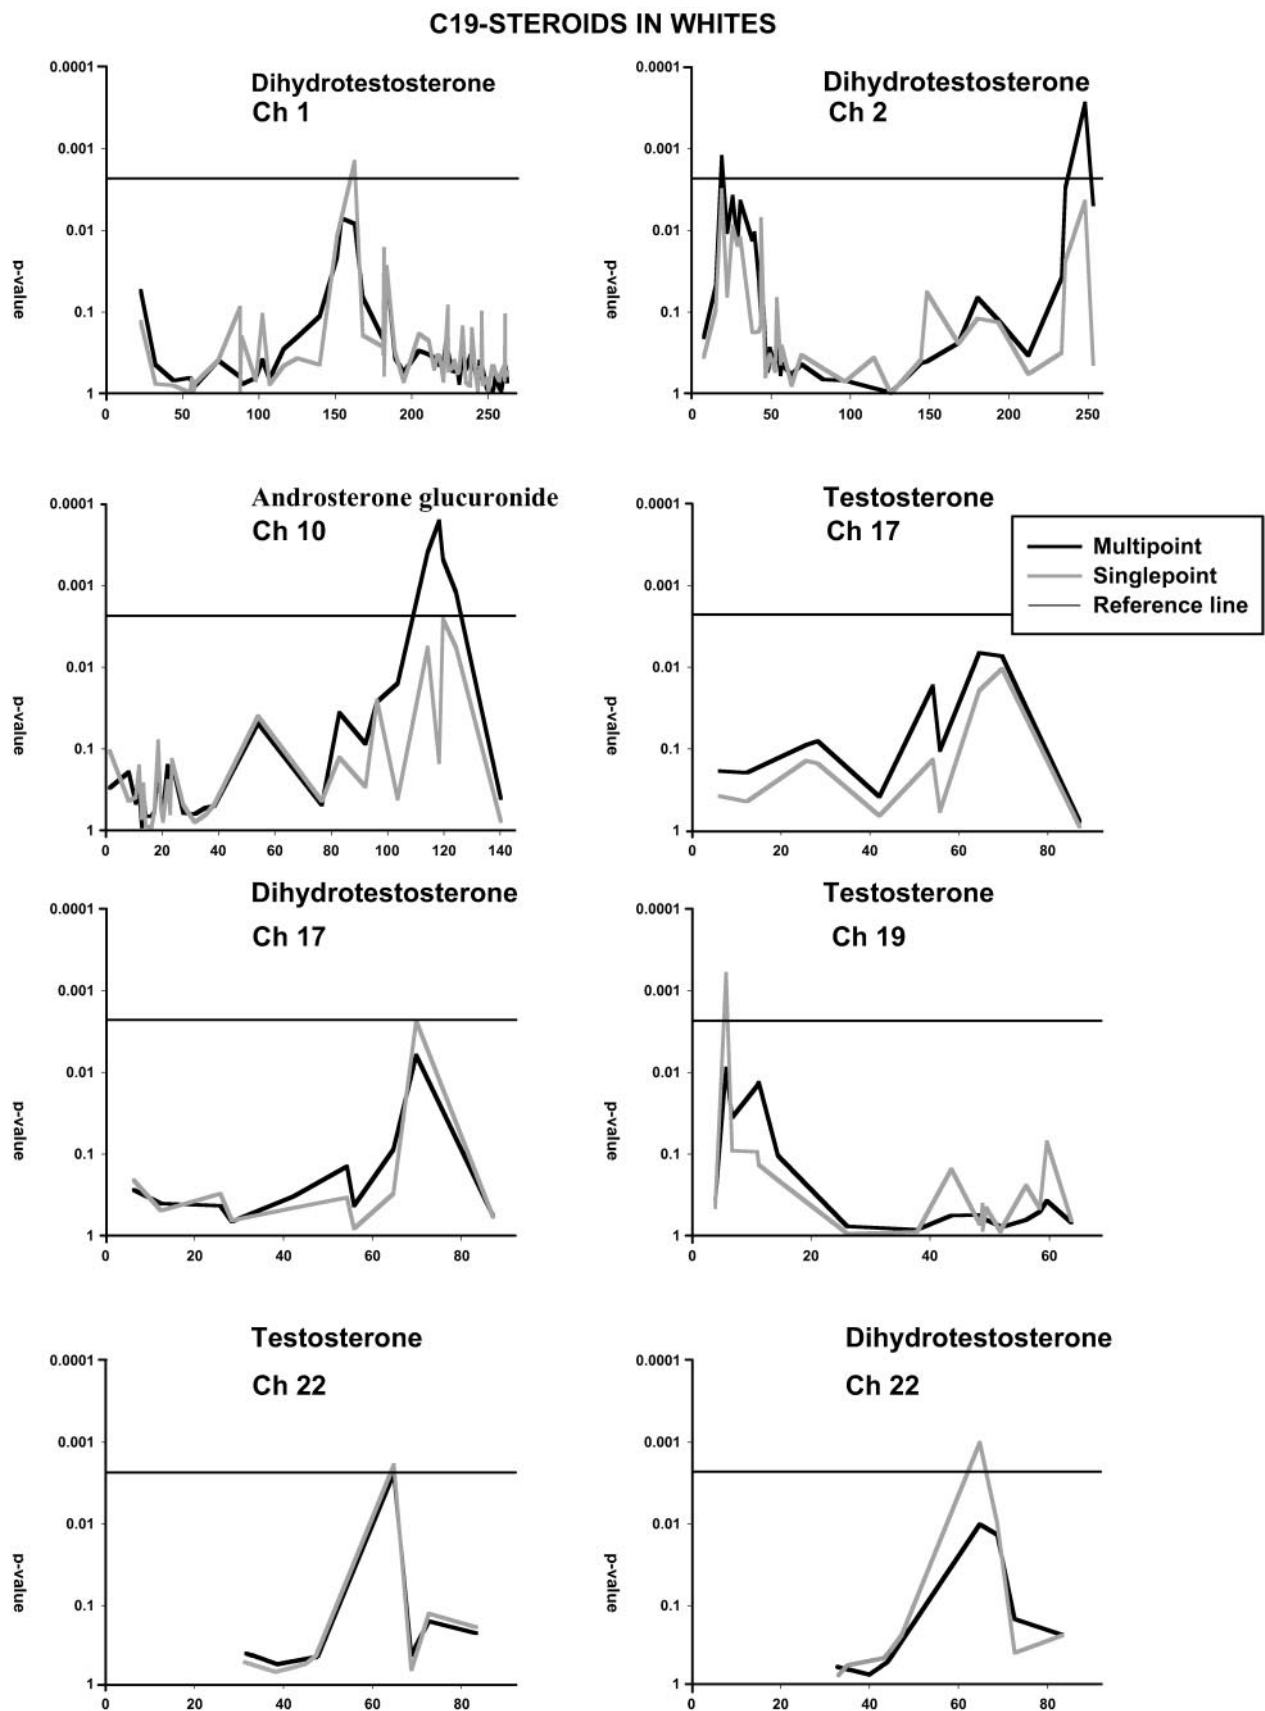 C19-STEROIDS IN WHITES
Dihydrotestosterone
Ch 1
0.0001
0.001
0.01
0.1
1
p-value
0 50 100 150 200 250
Dihydrotestosterone
Ch 2
0.0001
0.001
0.01
0.1
1
p-value
0 50 100 150 200 250
Androsterone glucuronide
Ch 10
0.0001
0.001
0.01
0.1
1
p-value
0 20 40 60 80 100 120 140
Testosterone
Ch 17
0.0001
0.001
0.01
0.1
1
p-value
0 20 40 60 80
Multipoint
Singlepoint
Reference line
Dihydrotestosterone
Ch 17
0.0001
0.001
0.01
0.1
1
p-value
0 20 40 60 80
Testosterone
Ch 19
0.0001
0.001
0.01
0.1
1
p-value
0 20 40 60
Testosterone
Ch 22
0.0001
0.001
0.01
0.1
1
p-value
0 20 40 60 80
Dihydrotestosterone
Ch 22
0.0001
0.001
0.01
0.1
1
p-value
0 20 40 60 80